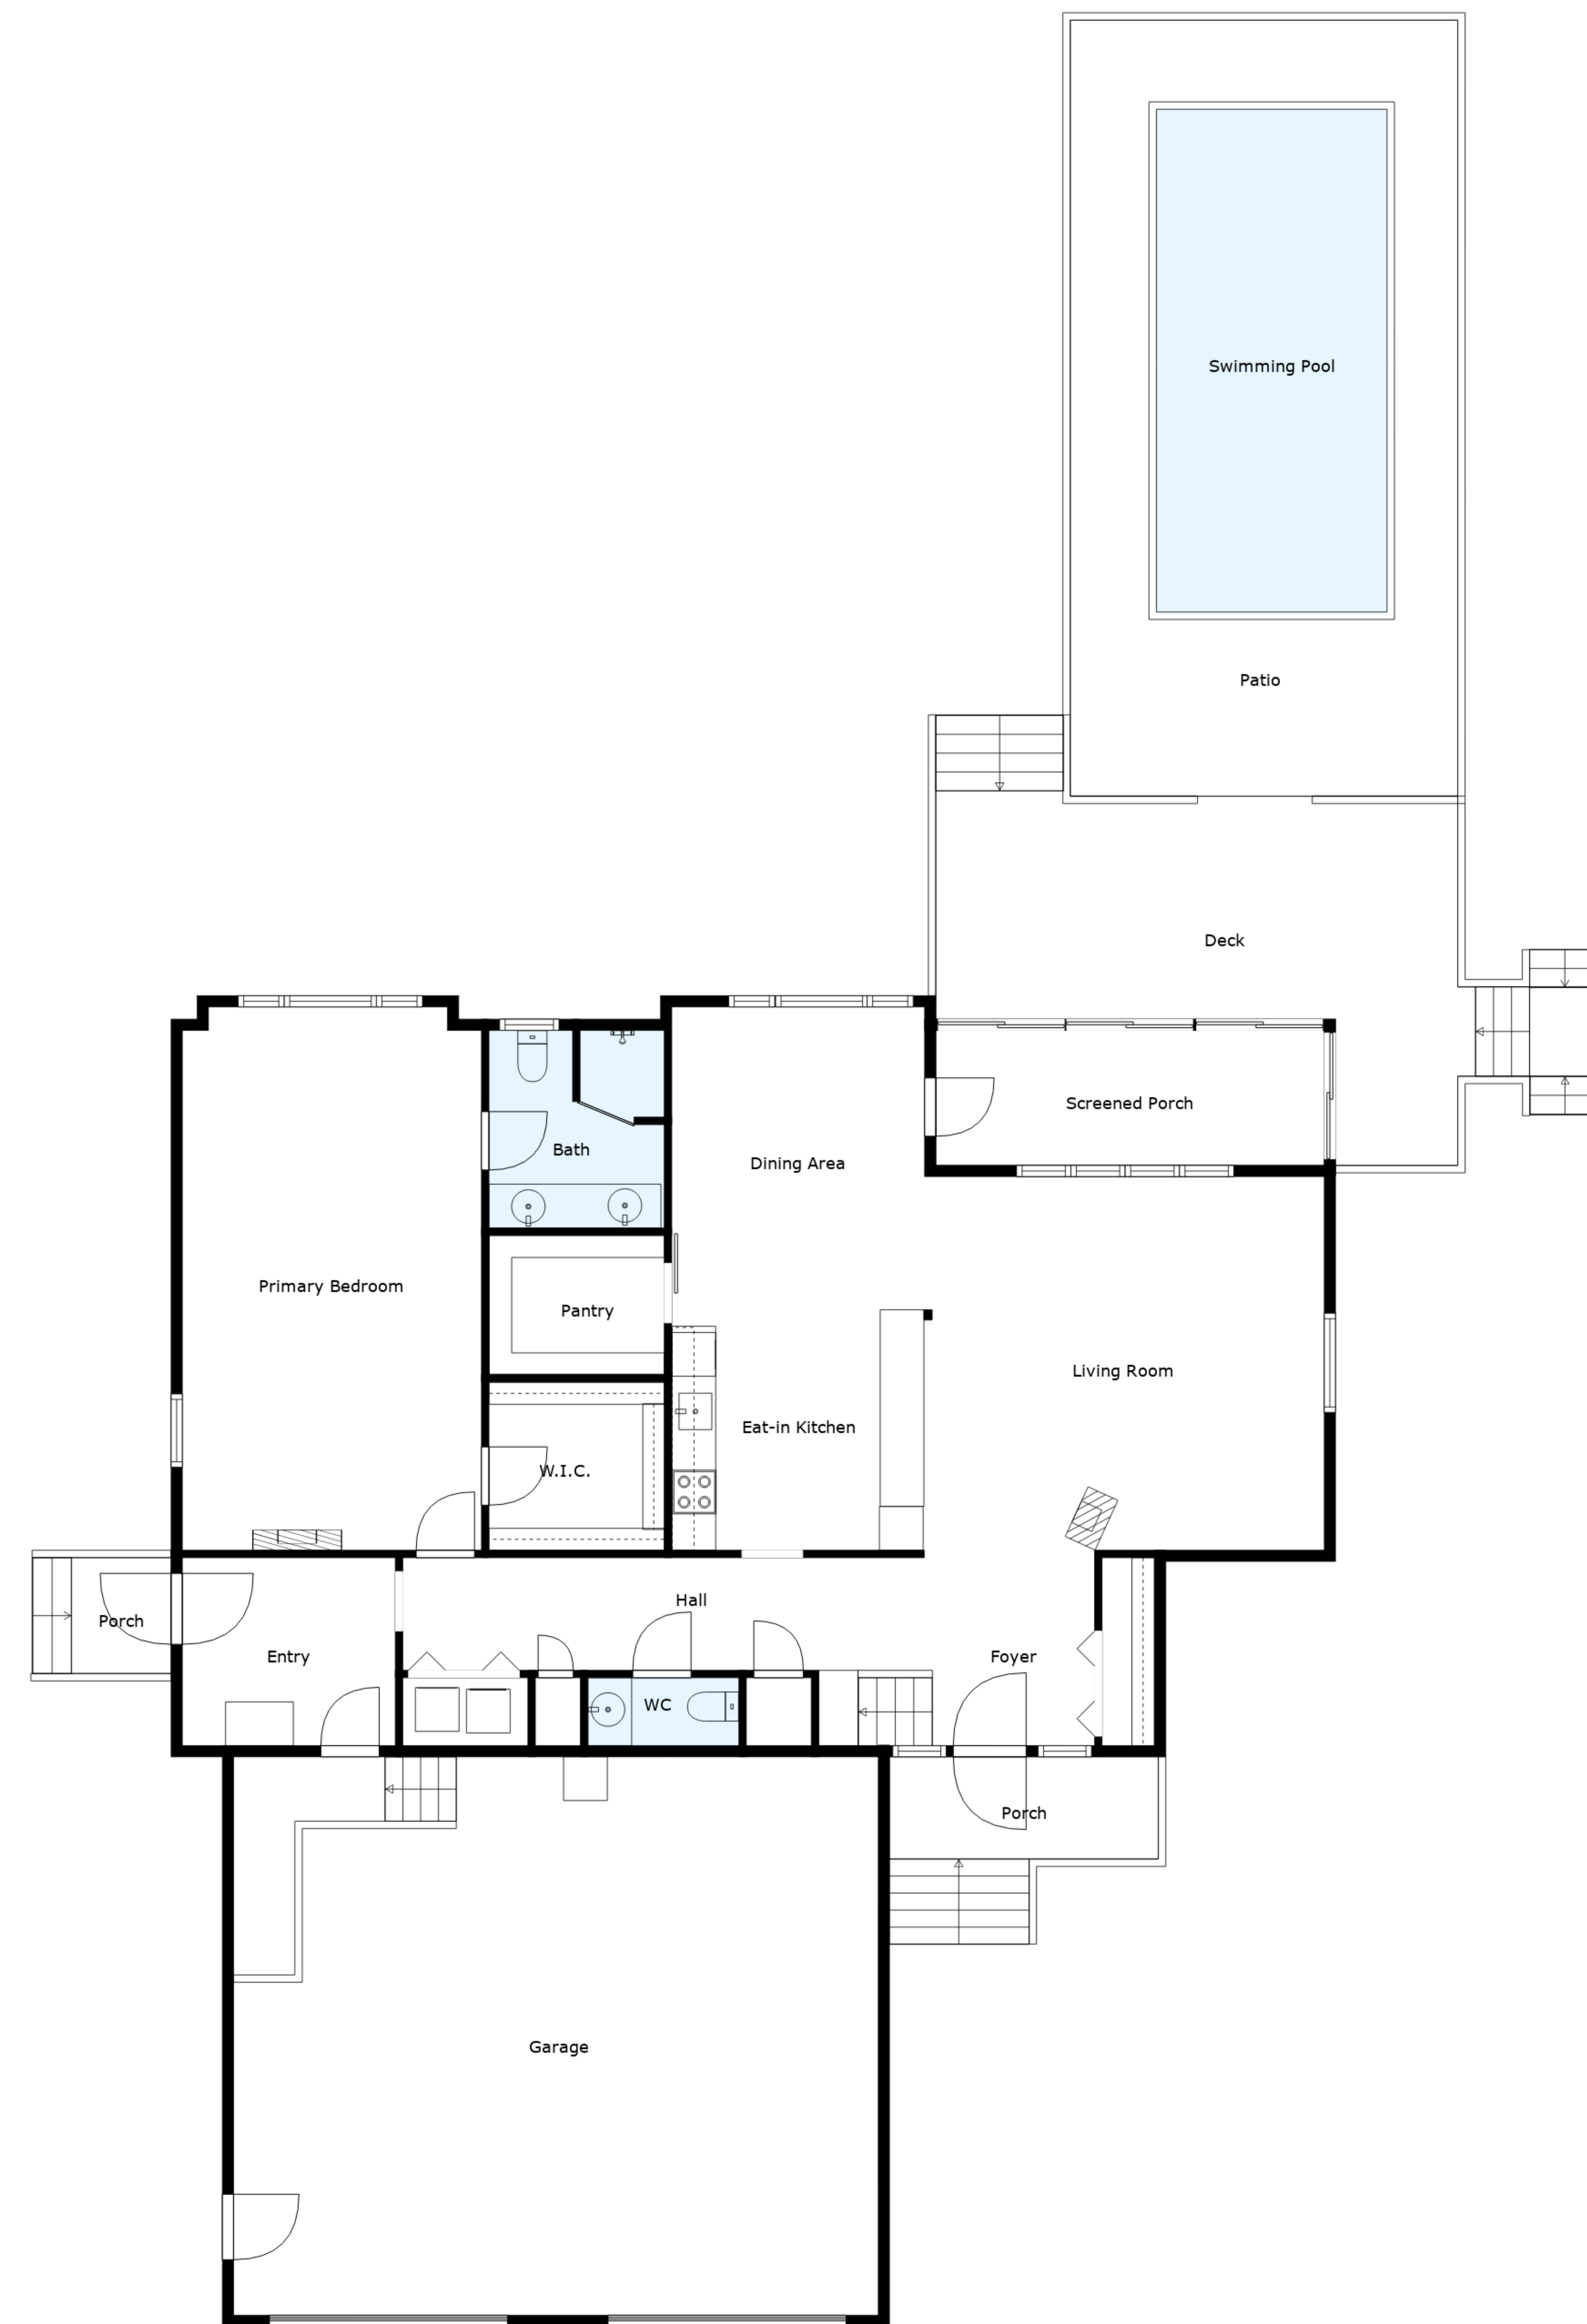 Swimming Pool
Patio
Deck
Screened Porch
Bath
Dining Area
Primary Bedroom
Pantry
Living Room
Eat-in Kitchen
W.I.C.
Hall
Porch
Entry
Foyer
WC
Porch
Garage